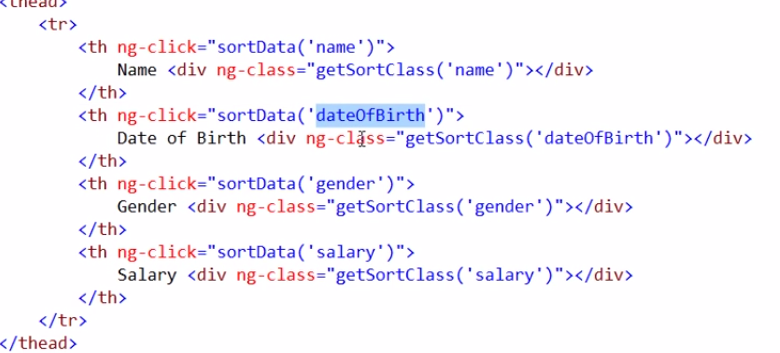 <thead>
<tr>
<th ng-click="sortData('name')">
Name <div ng-class="getSortClass('name')"></div>
</th>
<th ng-click="sortData('dateOfBirth')">
Date of Birth <div ng-class="getSortClass('dateOfBirth')"></div>
</th>
<th ng-click="sortData('gender')">
Gender <div ng-class="getSortClass('gender')"></div>
</th>
<th ng-click="sortData('salary')">
Salary <div ng-class="getSortClass('salary')"></div>
</th>
</tr>
</thead>